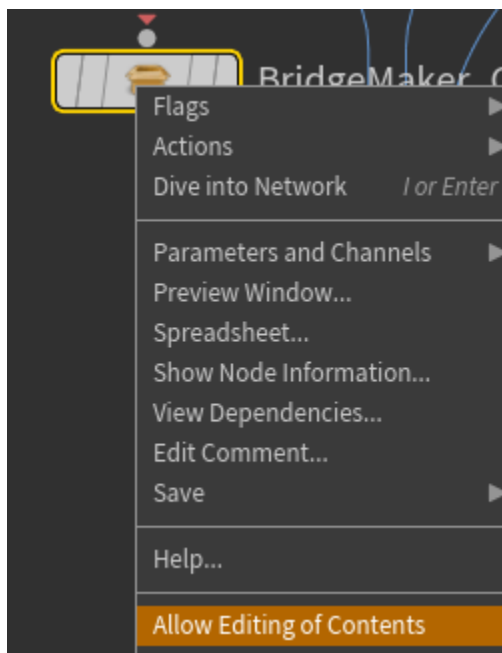 BridgeMaker
Flags
Actions
Dive into Network I or Enter
Parameters and Channels
Preview Window...
Spreadsheet...
Show Node Information...
View Dependencies...
Edit Comment...
Save
Help...
Allow Editing of Contents